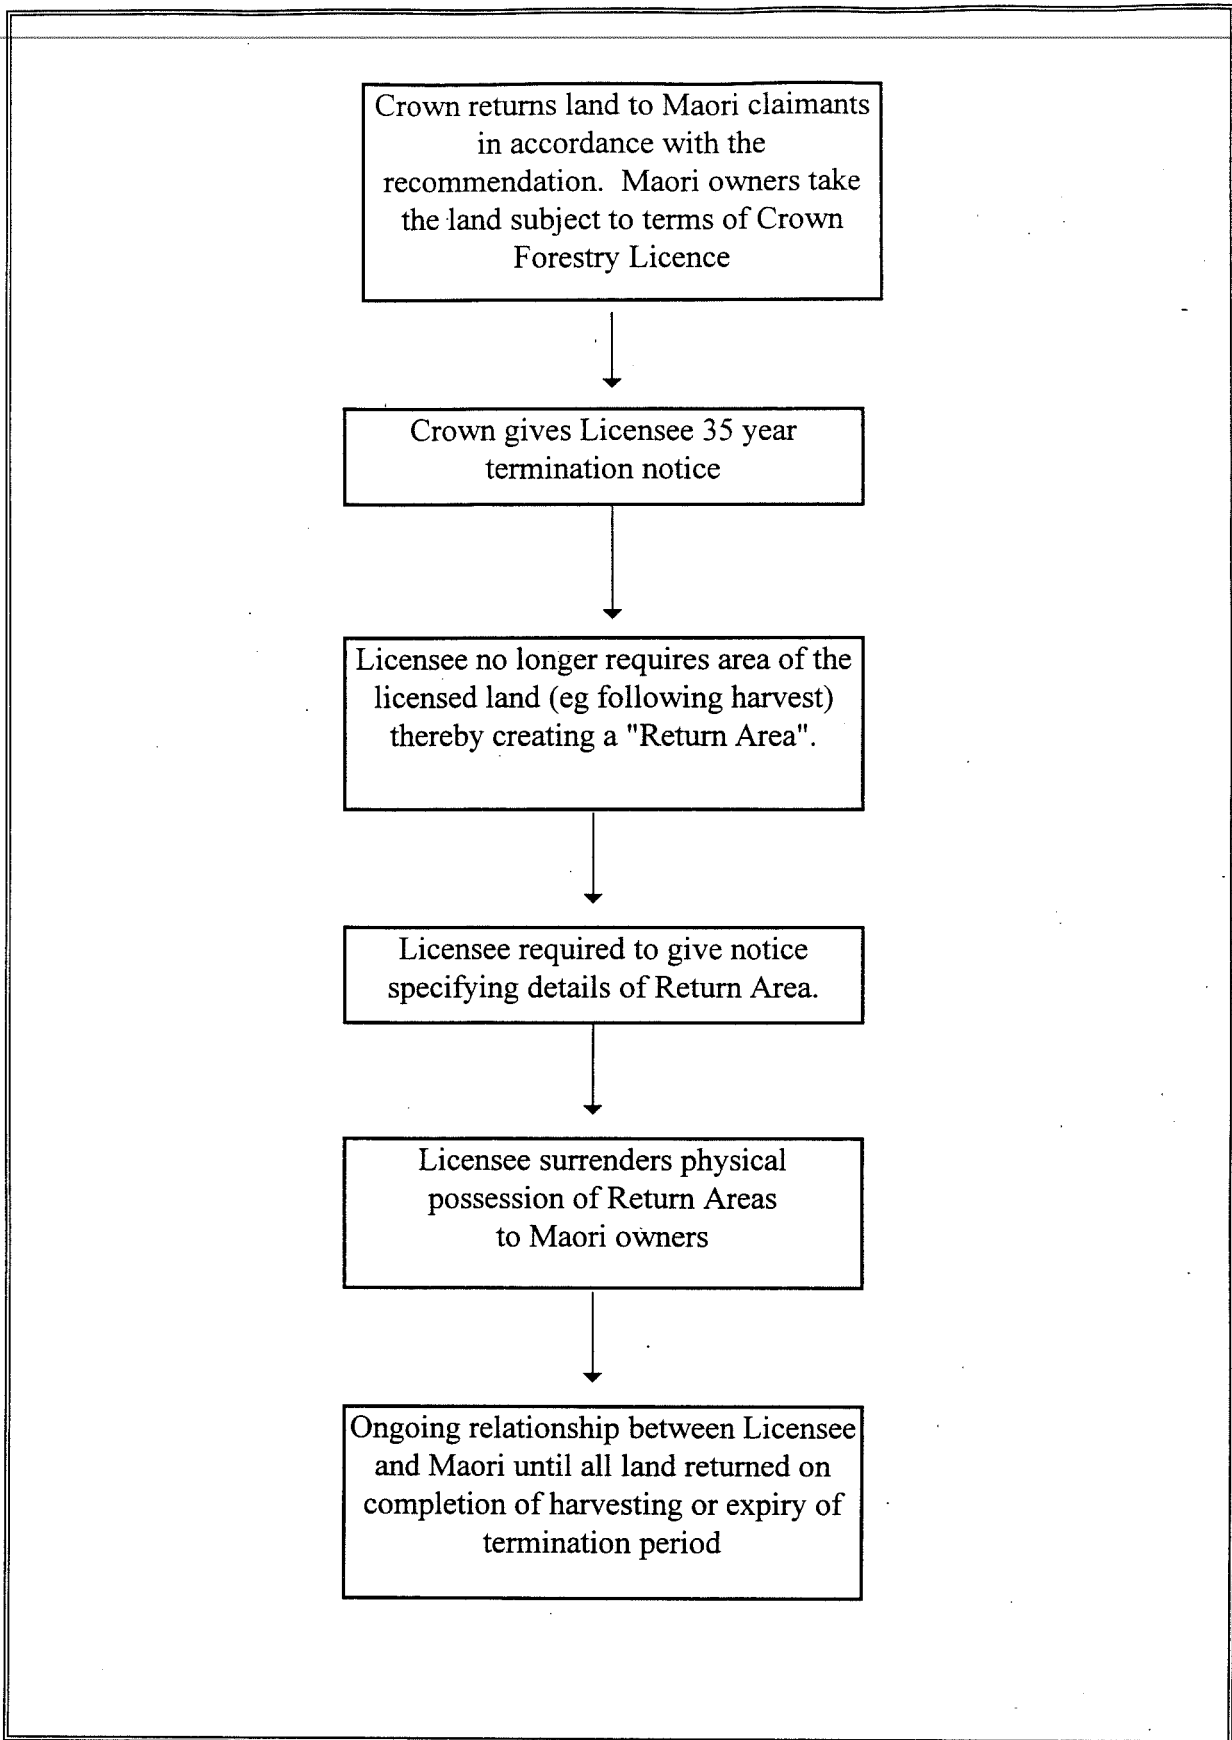 Crown returns land to Maori claimants
in accordance with the
recommendation. Maori owners take
the land subject to terms of Crown
Forestry Licence
Crown gives Licensee 35 year
termination notice
Licensee no longer requires area of the
licensed land (eg following harvest)
thereby creating a "Return Area".
Licensee required to give notice
specifying details of Return Area.
Licensee surrenders physical
possession of Return Areas
to Maori owners
Ongoing relationship between Licensee
and Maori until all land returned on
completion of harvesting or expiry of
termination period